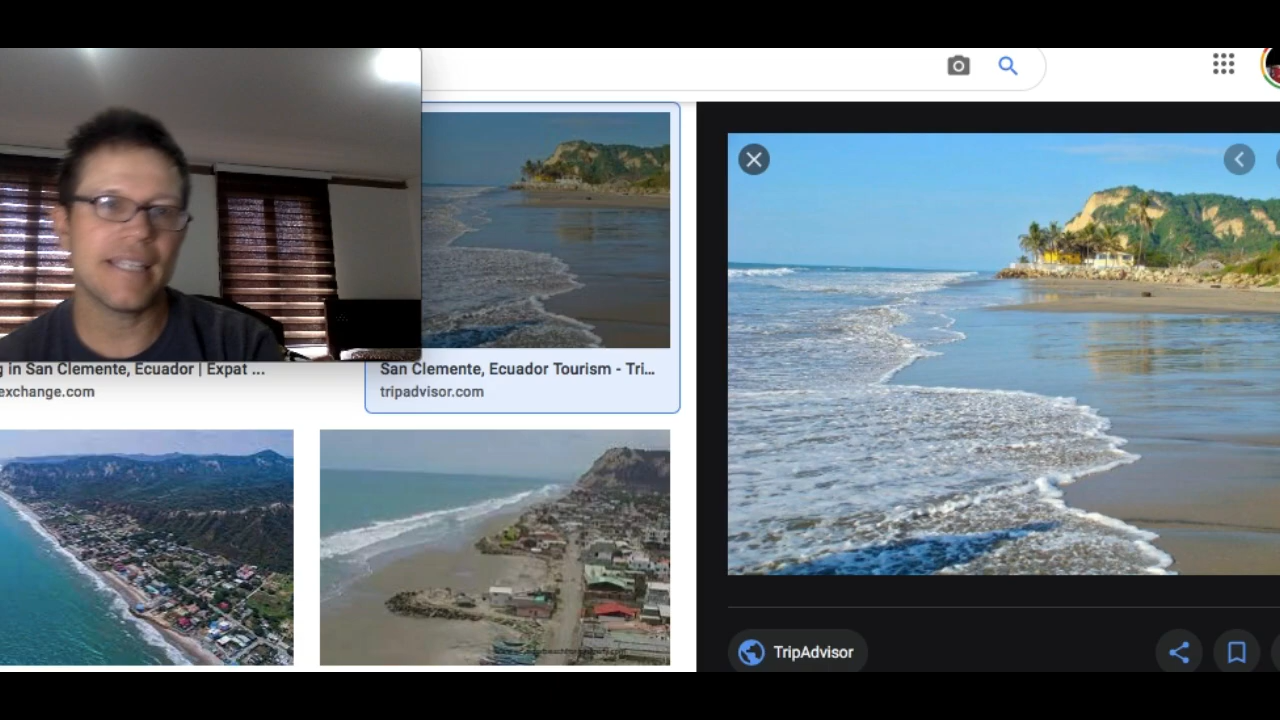 g in San Clemente, Ecuador | Expat ...
exchange.com
San Clemente, Ecuador Tourism - Tri...
tripadvisor.com
TripAdvisor